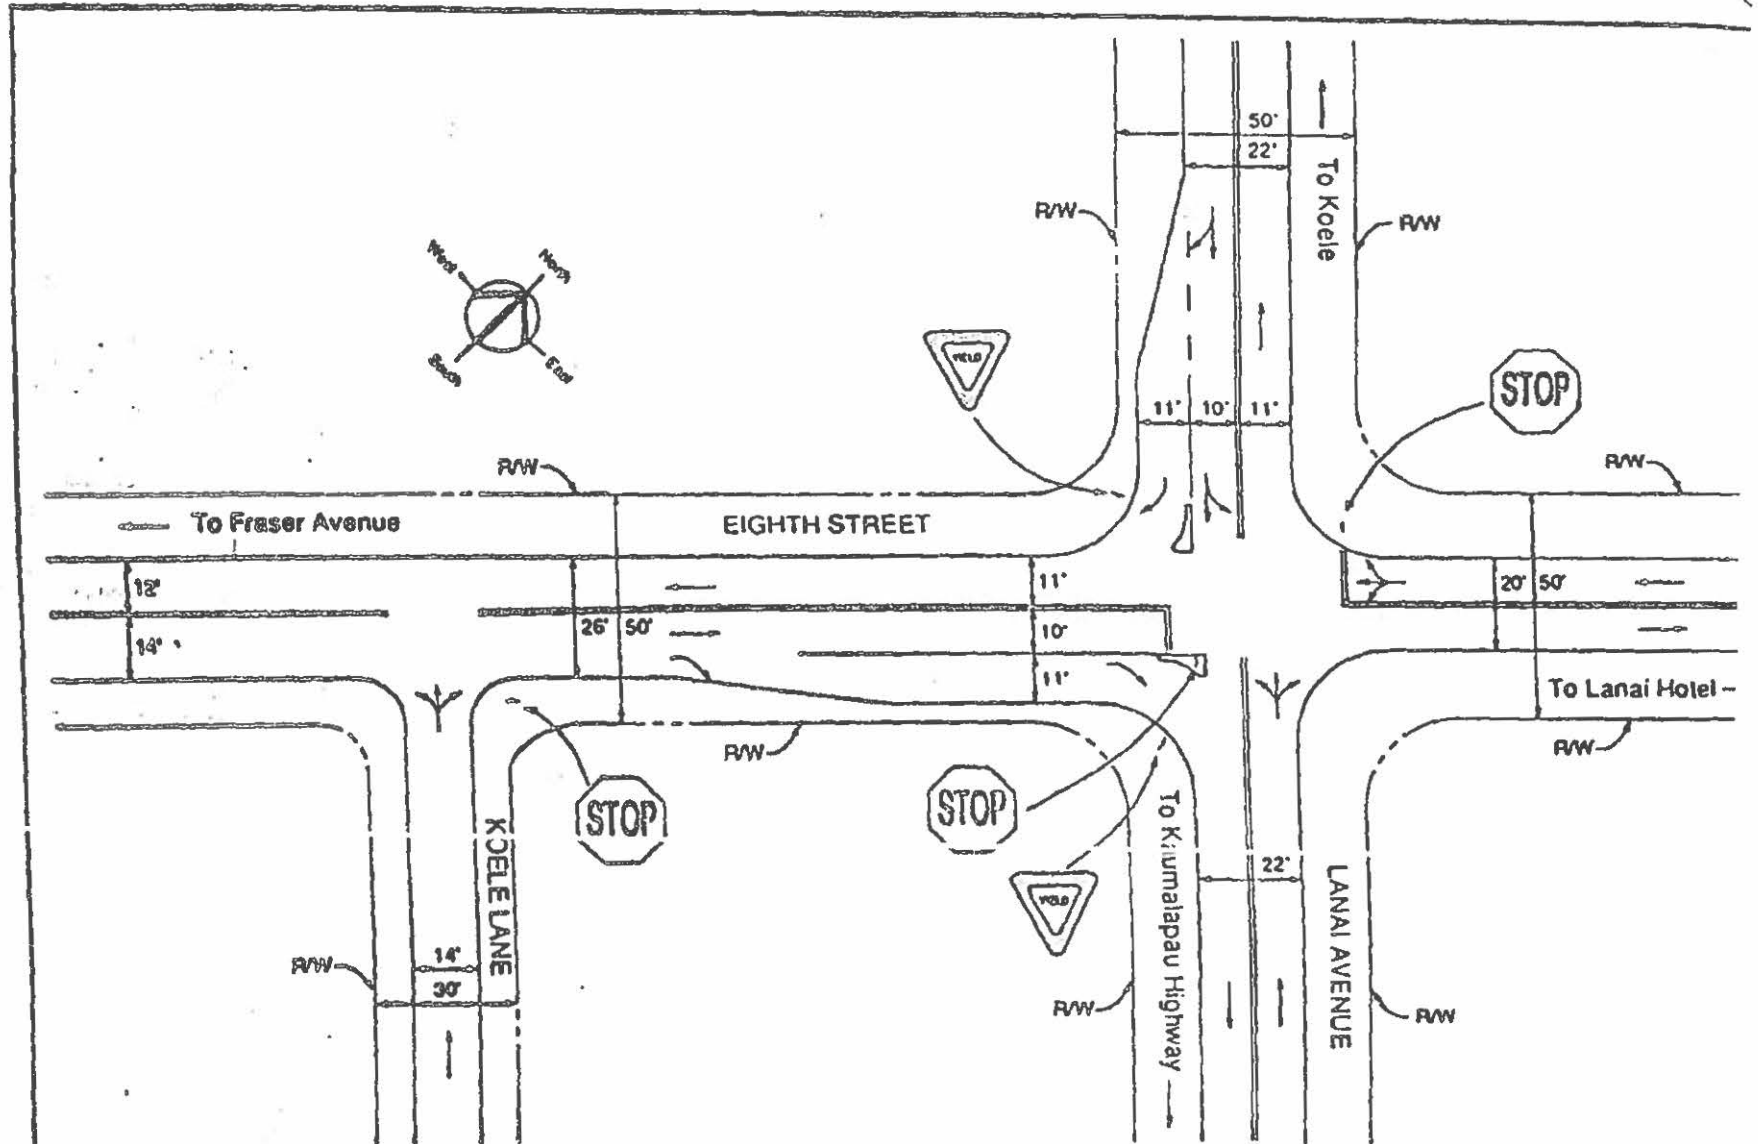 50'
22'
To Koele
R/W
R/W
West
North
South
East
YIELD
STOP
11' 10' 11'
R/W
R/W
To Fraser Avenue
EIGHTH STREET
12'
14'
26' 50'
11'
10'
11'
20' 50'
To Lanai Hotel
R/W
R/W
STOP
STOP
YIELD
KOELE LANE
14'
30'
R/W
To Kaumalapau Highway
22'
LANAI AVENUE
R/W
R/W